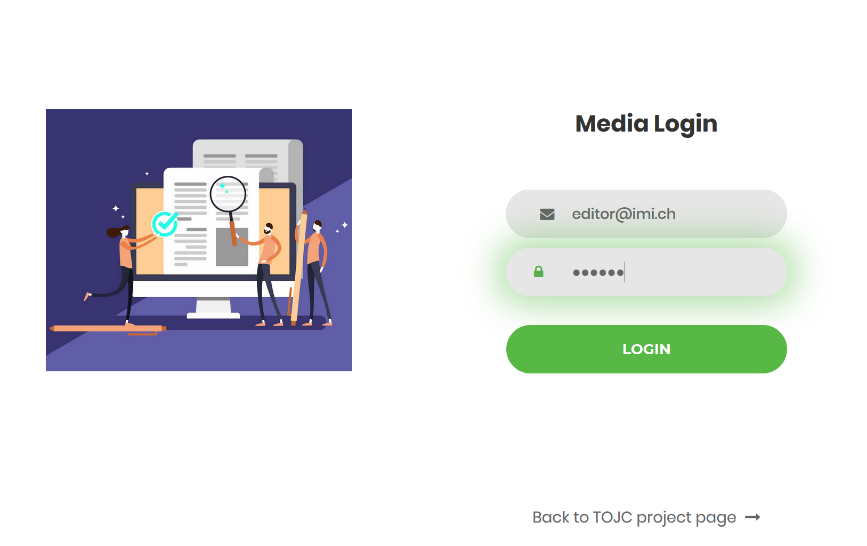 Media Login
editor@imi.ch
••••••
LOGIN
Back to TOJC project page →